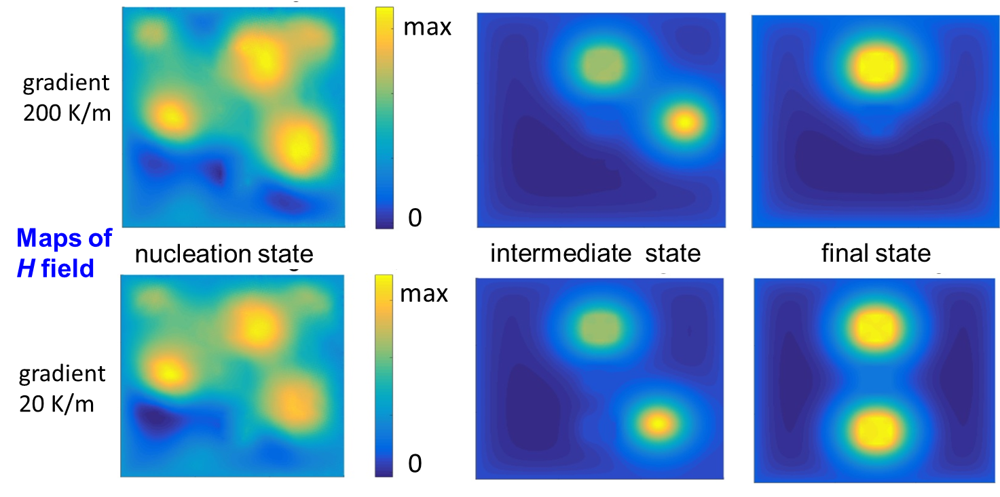 max
gradient
200 K/m
0
Maps of
H field
nucleation state
intermediate state
final state
max
gradient
20 K/m
0